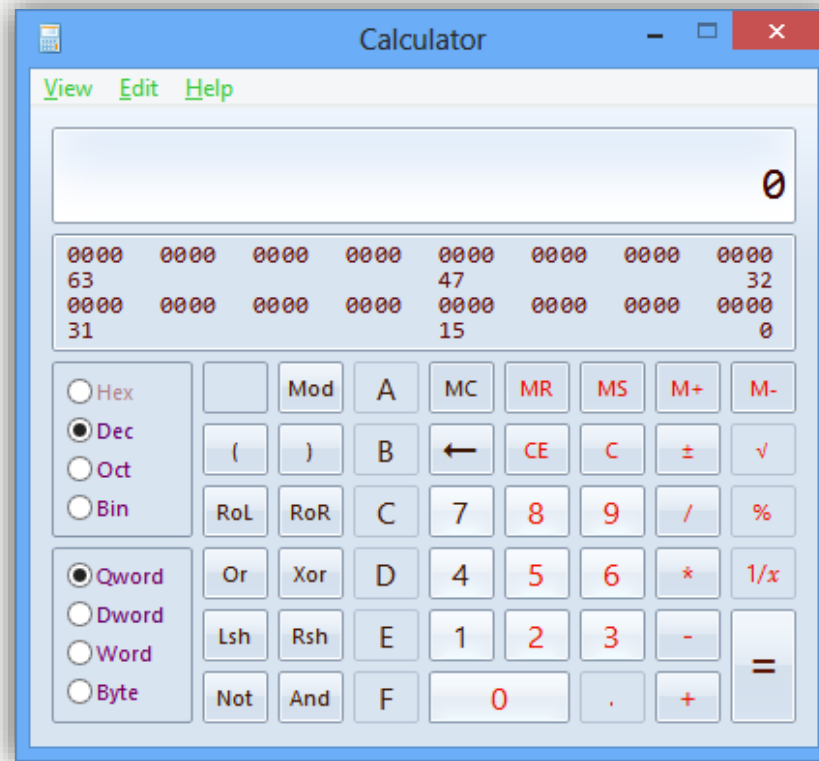 Calculator
View Edit Help
0
0000 0000 0000 0000 0000 0000 0000 0000
63 47 32
0000 0000 0000 0000 0000 0000 0000 0000
31 15 0
Hex Mod A MC MR MS M+ M-
Dec
( ) B ← CE C ± √
Oct
Bin RoL RoR C 7 8 9 / %
Qword Or Xor D 4 5 6 * 1/x
Dword
Lsh Rsh E 1 2 3 - =
Word
Byte Not And F 0 . +